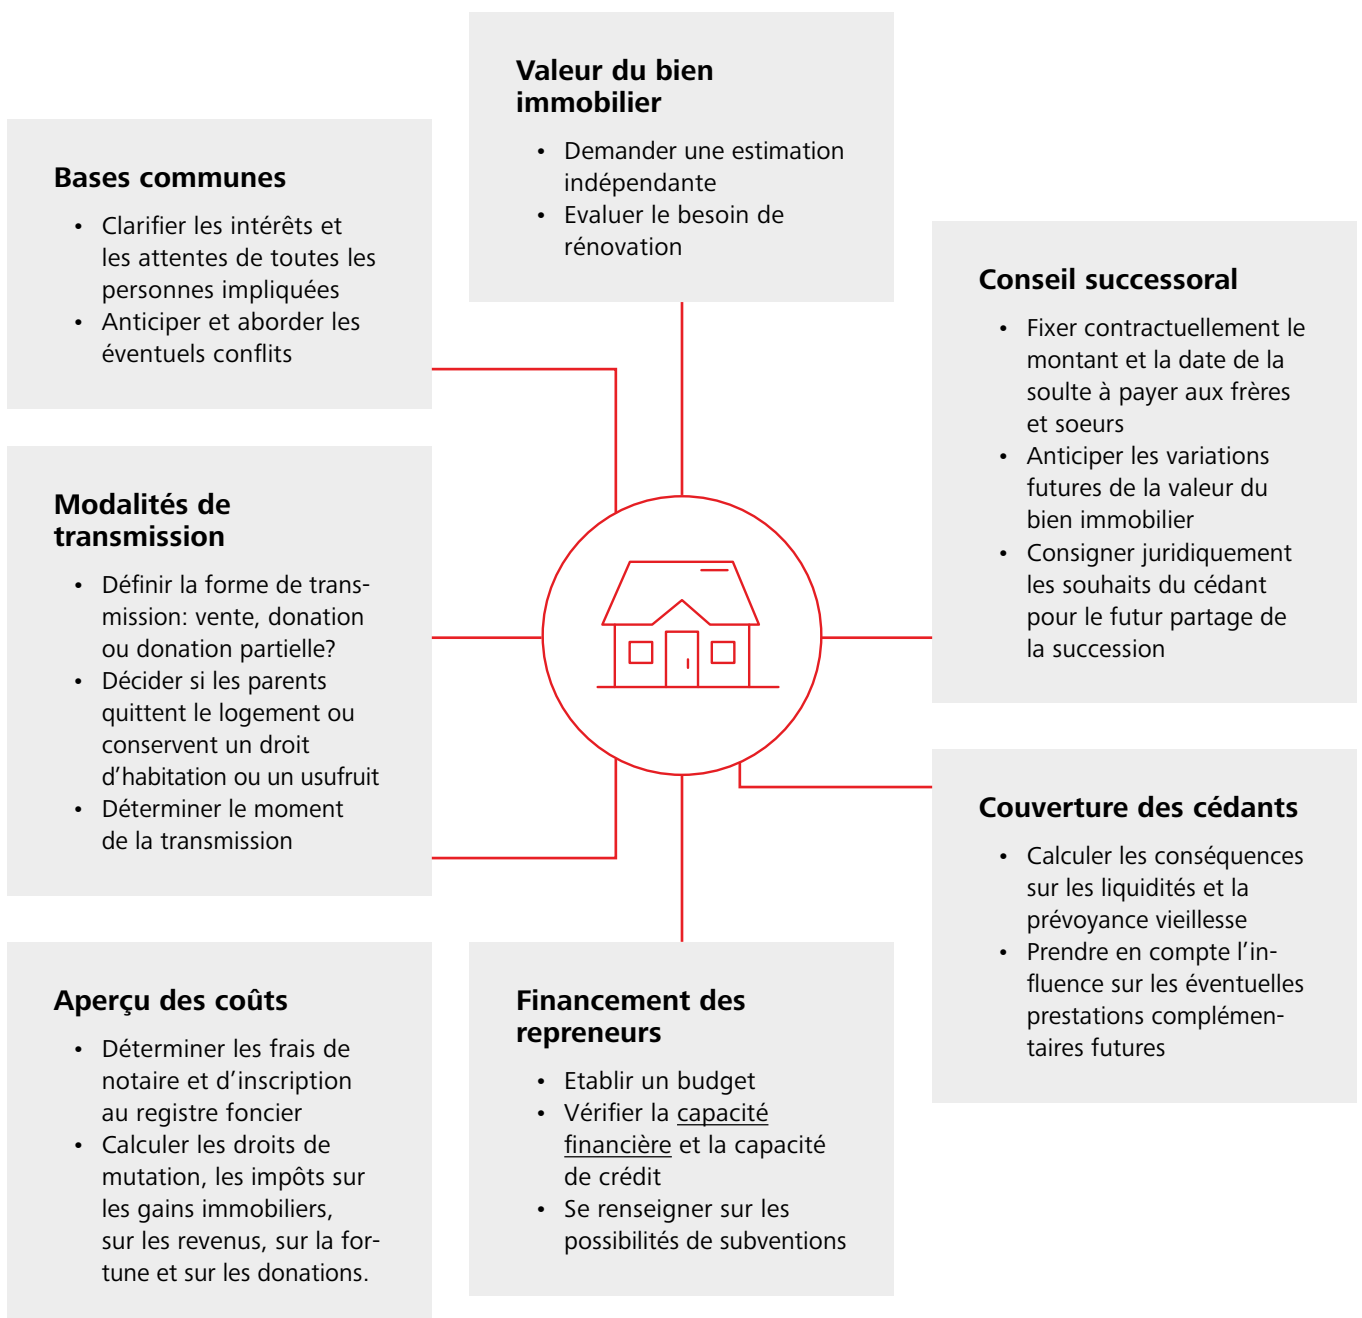 Valeur du bien
immobilier
• Demander une estimation
indépendante
• Evaluer le besoin de
rénovation
Bases communes
• Clarifier les intérêts et
les attentes de toutes les
personnes impliquées
• Anticiper et aborder les
éventuels conflits
Conseil successoral
• Fixer contractuellement le
montant et la date de la
soulte à payer aux frères
et soeurs
• Anticiper les variations
futures de la valeur du
bien immobilier
• Consigner juridiquement
les souhaits du cédant
pour le futur partage de
la succession
Modalités de
transmission
• Définir la forme de trans-
mission: vente, donation
ou donation partielle?
• Décider si les parents
quittent le logement ou
conservent un droit
d’habitation ou un usufruit
• Déterminer le moment
de la transmission
Couverture des cédants
• Calculer les conséquences
sur les liquidités et la
prévoyance vieillesse
• Prendre en compte l’in-
fluence sur les éventuelles
prestations complémen-
taires futures
Aperçu des coûts
• Déterminer les frais de
notaire et d’inscription
au registre foncier
• Calculer les droits de
mutation, les impôts sur
les gains immobiliers,
sur les revenus, sur la for-
tune et sur les donations.
Financement des
repreneurs
• Etablir un budget
• Vérifier la capacité
financière et la capacité
de crédit
• Se renseigner sur les
possibilités de subventions